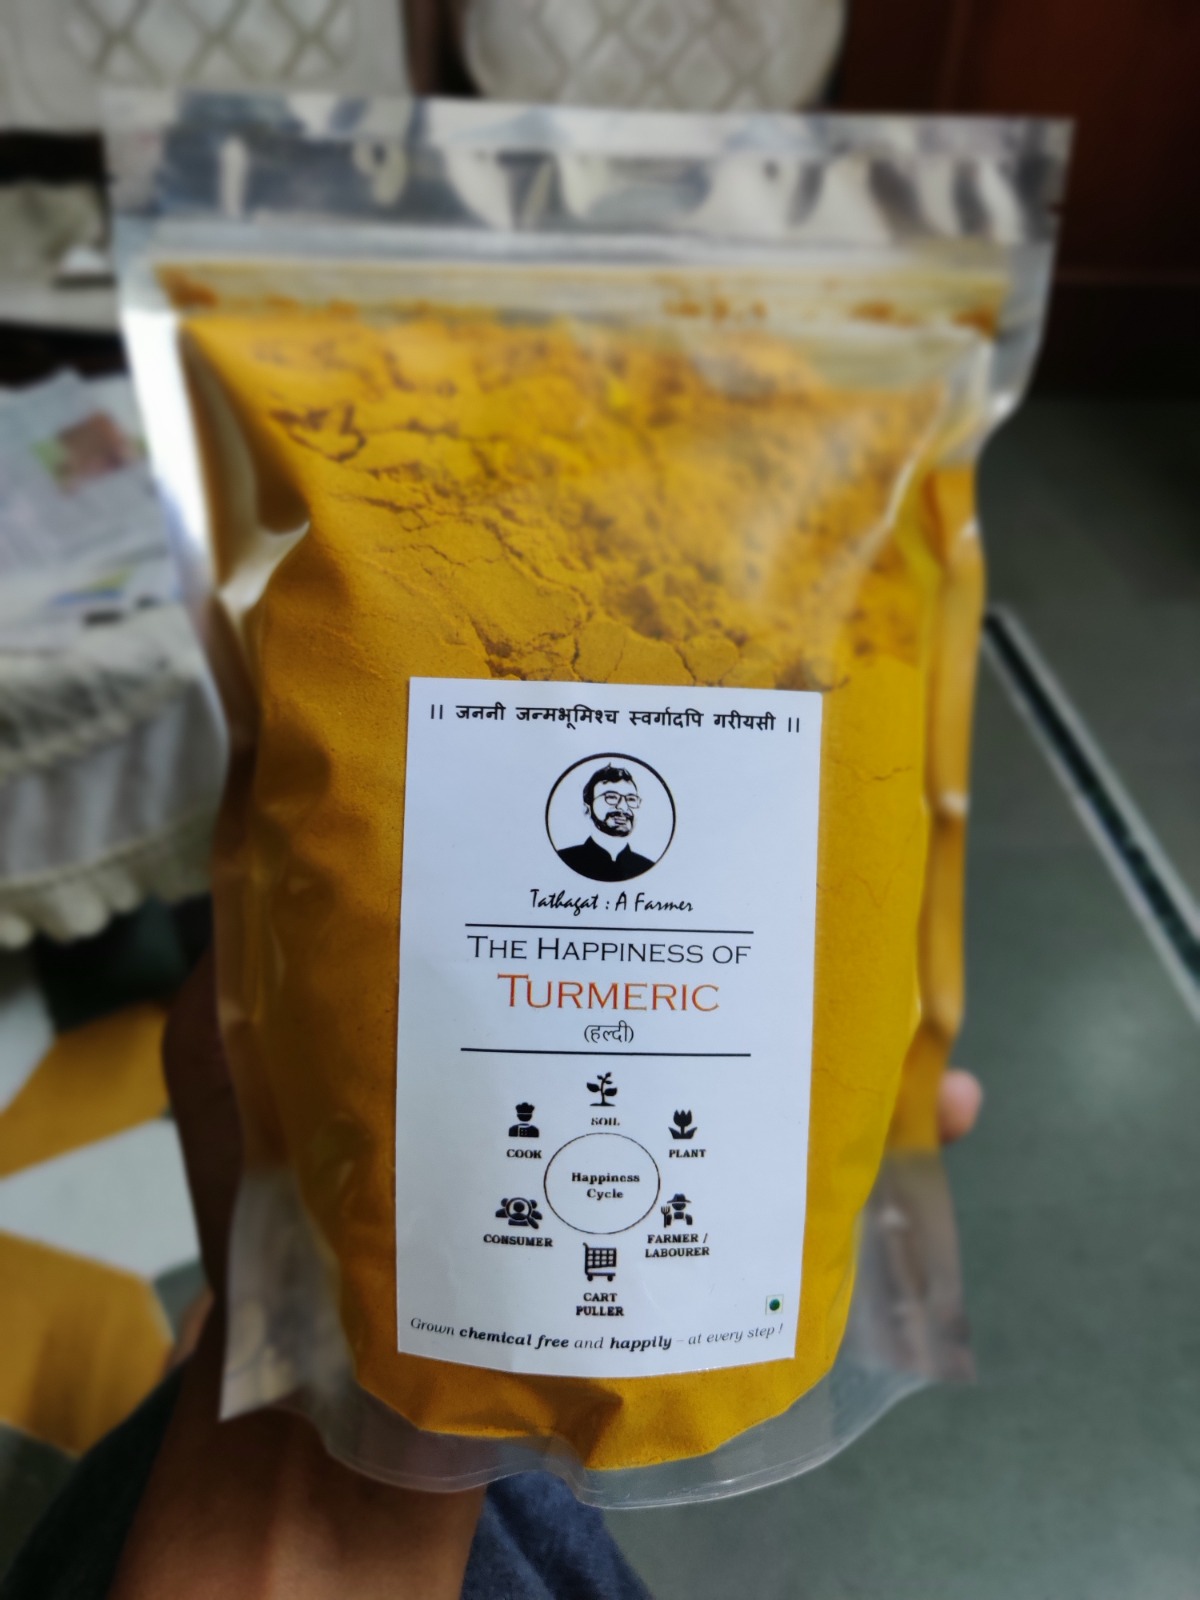 || जननी जन्मभूमिश्च स्वर्गादपि गरीयसी ||
Tathagat : A Farmer
THE HAPPINESS OF
TURMERIC
(हल्दी)
SOIL
PLANT
FARMER /
LABOURER
CART
PULLER
CONSUMER
COOK
Happiness
Cycle
Grown chemical free and happily – at every step !